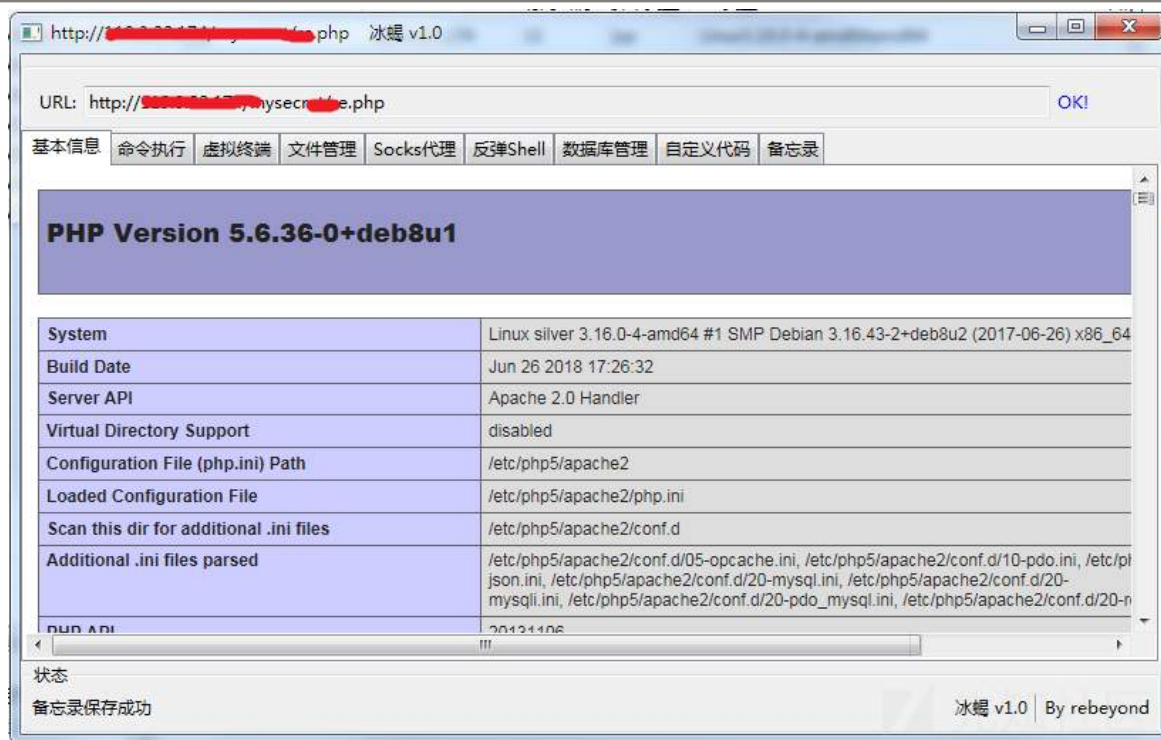 http:// .php 冰蝎 v1.0
URL: http:// mysecr e.php OK!
基本信息 命令执行 虚拟终端 文件管理 Socks代理 反弹Shell 数据库管理 自定义代码 备忘录
PHP Version 5.6.36-0+deb8u1
System Linux silver 3.16.0-4-amd64 #1 SMP Debian 3.16.43-2+deb8u2 (2017-06-26) x86_64
Build Date Jun 26 2018 17:26:32
Server API Apache 2.0 Handler
Virtual Directory Support disabled
Configuration File (php.ini) Path /etc/php5/apache2
Loaded Configuration File /etc/php5/apache2/php.ini
Scan this dir for additional .ini files /etc/php5/apache2/conf.d
Additional .ini files parsed /etc/php5/apache2/conf.d/05-opcache.ini, /etc/php5/apache2/conf.d/10-pdo.ini, /etc/ph
json.ini, /etc/php5/apache2/conf.d/20-mysql.ini, /etc/php5/apache2/conf.d/20-
mysqli.ini, /etc/php5/apache2/conf.d/20-pdo_mysql.ini, /etc/php5/apache2/conf.d/20-r
PHP API 20131106
状态
备忘录保存成功 冰蝎 v1.0 By rebeyond